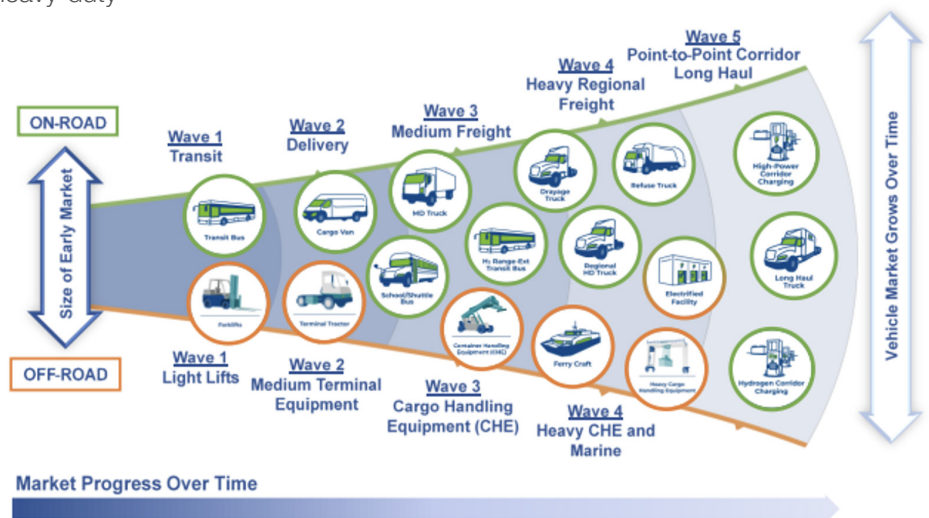 heavy-duty
Wave 5
Point-to-Point Corridor
Long Haul
Wave 4
Heavy Regional
Freight
Wave 3
Medium Freight
Wave 2
Delivery
Wave 1
Transit
ON-ROAD
Size of Early Market
OFF-ROAD
Vehicle Market Grows Over Time
Transit Bus
Cargo Van
MD Truck
Drayage
Truck
Refuse Truck
High-Power
Corridor
Charging
School/Shuttle
Bus
H₂ Range-Ext
Transit Bus
Regional
HD Truck
Electrified
Facility
Long Haul
Truck
Forklifts
Terminal Tractor
Container Handling
Equipment (CHE)
Ferry Craft
Heavy Cargo
Handling Equipment
Hydrogen Corridor
Charging
Wave 1
Light Lifts
Wave 2
Medium Terminal
Equipment
Wave 3
Cargo Handling
Equipment (CHE)
Wave 4
Heavy CHE and
Marine
Market Progress Over Time